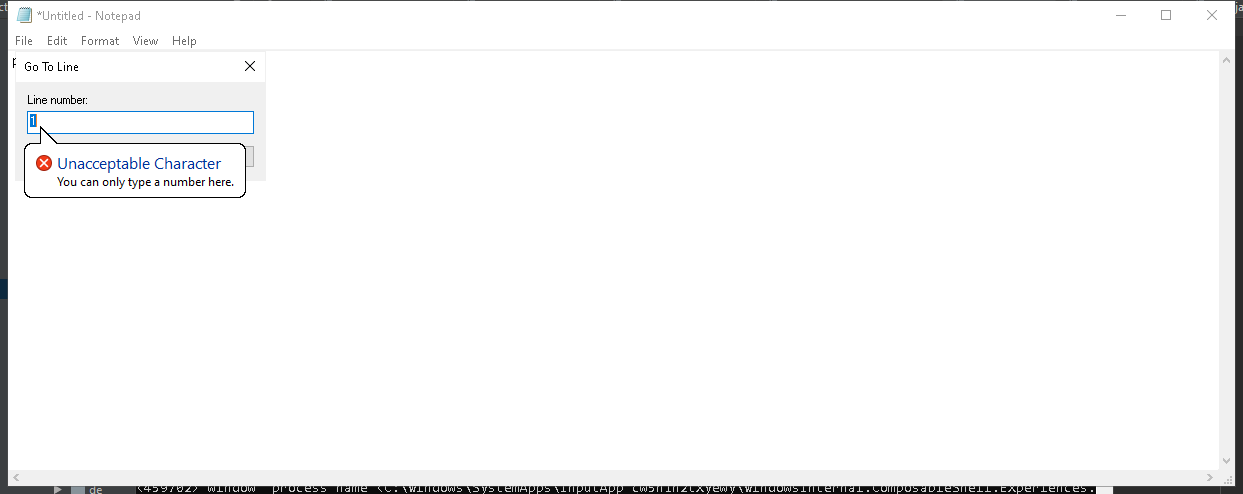 *Untitled - Notepad
File Edit Format View Help
Go To Line
Line number:
1
Unacceptable Character
You can only type a number here.
de
(459702) window process name (C:\Windows\SystemApps\InputApp_cw5n1h2txyewy\WindowsInternal.ComposableShell.Experiences.